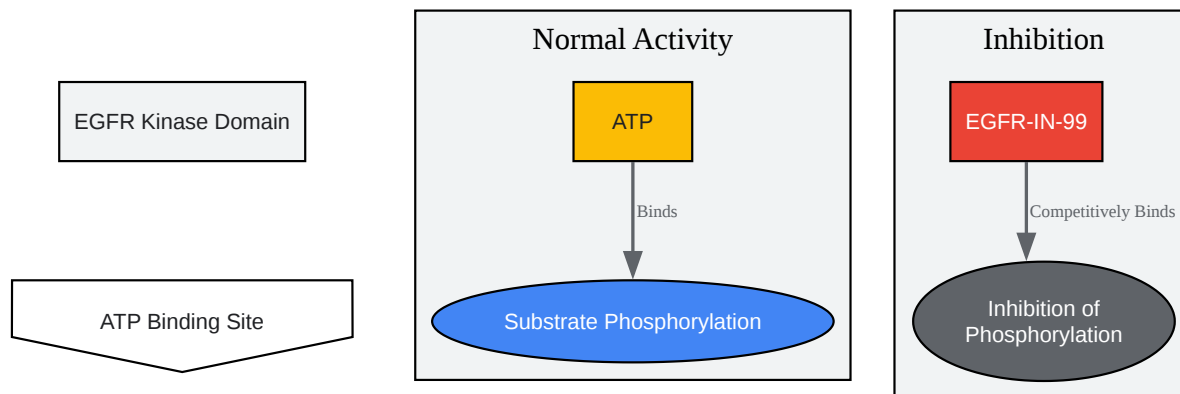 EGFR Kinase Domain
ATP Binding Site
Normal Activity
ATP
Binds
Substrate Phosphorylation
Inhibition
EGFR-IN-99
Competitively Binds
Inhibition of
Phosphorylation